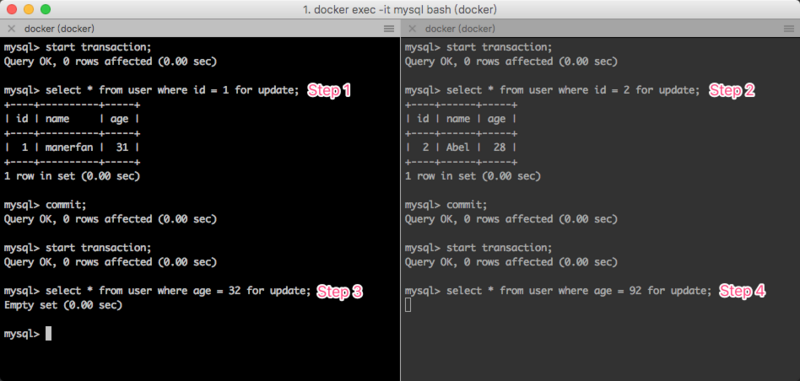 1. docker exec -it mysql bash (docker)
docker (docker)
mysql> start transaction;
Query OK, 0 rows affected (0.00 sec)
mysql> select * from user where id = 1 for update; Step 1
+----+----------+-----+
| id | name     | age |
+----+----------+-----+
|  1 | manerfan |  31 |
+----+----------+-----+
1 row in set (0.00 sec)
mysql> commit;
Query OK, 0 rows affected (0.00 sec)
mysql> start transaction;
Query OK, 0 rows affected (0.00 sec)
mysql> select * from user where age = 32 for update; Step 3
Empty set (0.00 sec)
mysql>
docker (docker)
mysql> start transaction;
Query OK, 0 rows affected (0.00 sec)
mysql> select * from user where id = 2 for update; Step 2
+----+------+-----+
| id | name | age |
+----+------+-----+
|  2 | Abel |  28 |
+----+------+-----+
1 row in set (0.00 sec)
mysql> commit;
Query OK, 0 rows affected (0.00 sec)
mysql> start transaction;
Query OK, 0 rows affected (0.00 sec)
mysql> select * from user where age = 92 for update; Step 4